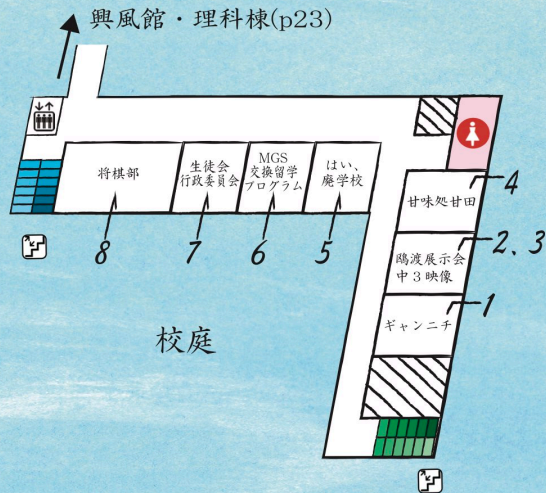 興風館・理科棟(p23)
将棋部
生徒会
行政委員会
MGS
交換留学
プログラム
はい、
廃学校
甘味処甘田
鴎渡展示会
中3映像
ギャンニチ
4
2、3
1
8
7
6
5
校庭